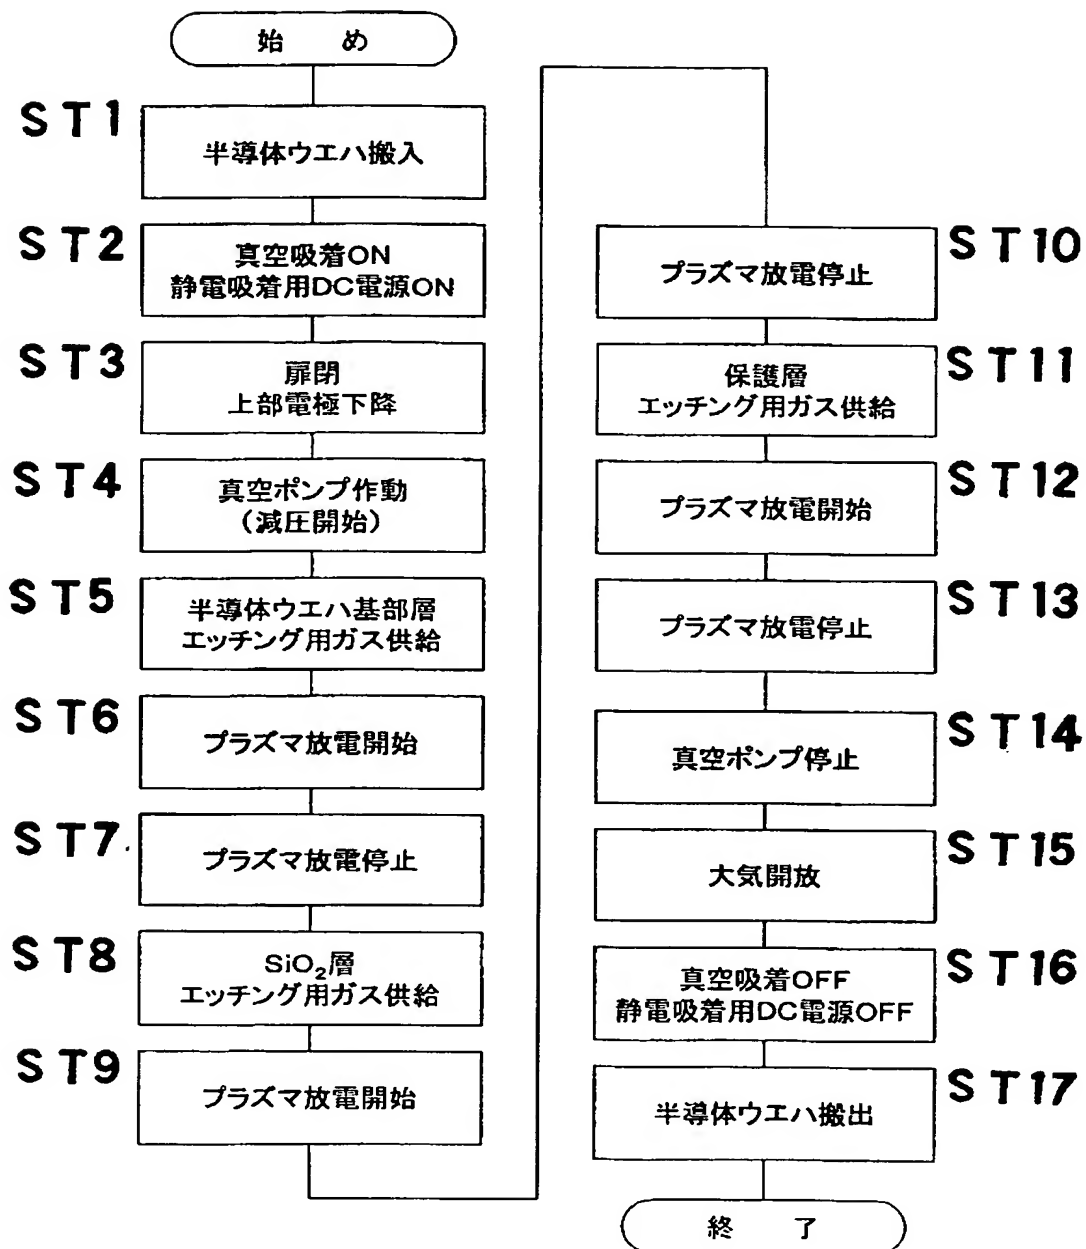 始 め
ST1
半導体ウエハ搬入
ST2
真空吸着ON
静電吸着用DC電源ON
ST3
扉閉
上部電極下降
ST4
真空ポンプ作動
(減圧開始)
ST5
半導体ウエハ基部層
エッチング用ガス供給
ST6
プラズマ放電開始
ST7
プラズマ放電停止
ST8
SiO₂層
エッチング用ガス供給
ST9
プラズマ放電開始
ST10
プラズマ放電停止
ST11
保護層
エッチング用ガス供給
ST12
プラズマ放電開始
ST13
プラズマ放電停止
ST14
真空ポンプ停止
ST15
大気開放
ST16
真空吸着OFF
静電吸着用DC電源OFF
ST17
半導体ウエハ搬出
終 了